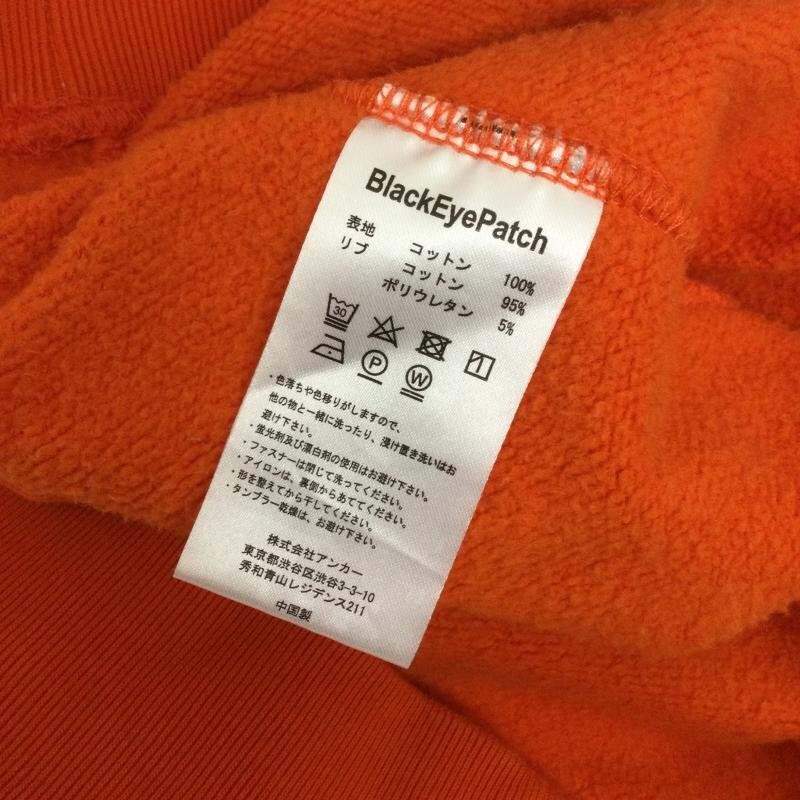 BlackEyePatch
表地 コットン 100%
リブ コットン 95%
ポリウレタン 5%
30
P W
・色落ちや色移りがしますので、
他の物と一緒に洗ったり、浸け置き洗いはお
避け下さい。
・蛍光剤及び漂白剤の使用はお避け下さい。
・ファスナーは閉じて洗ってください。
・アイロンは、裏側からあててください。
・形を整えてから干してください。
・タンブラー乾燥は、お避け下さい。
株式会社アンカー
東京都渋谷区渋谷3-3-10
秀和青山レジデンス211
中国製